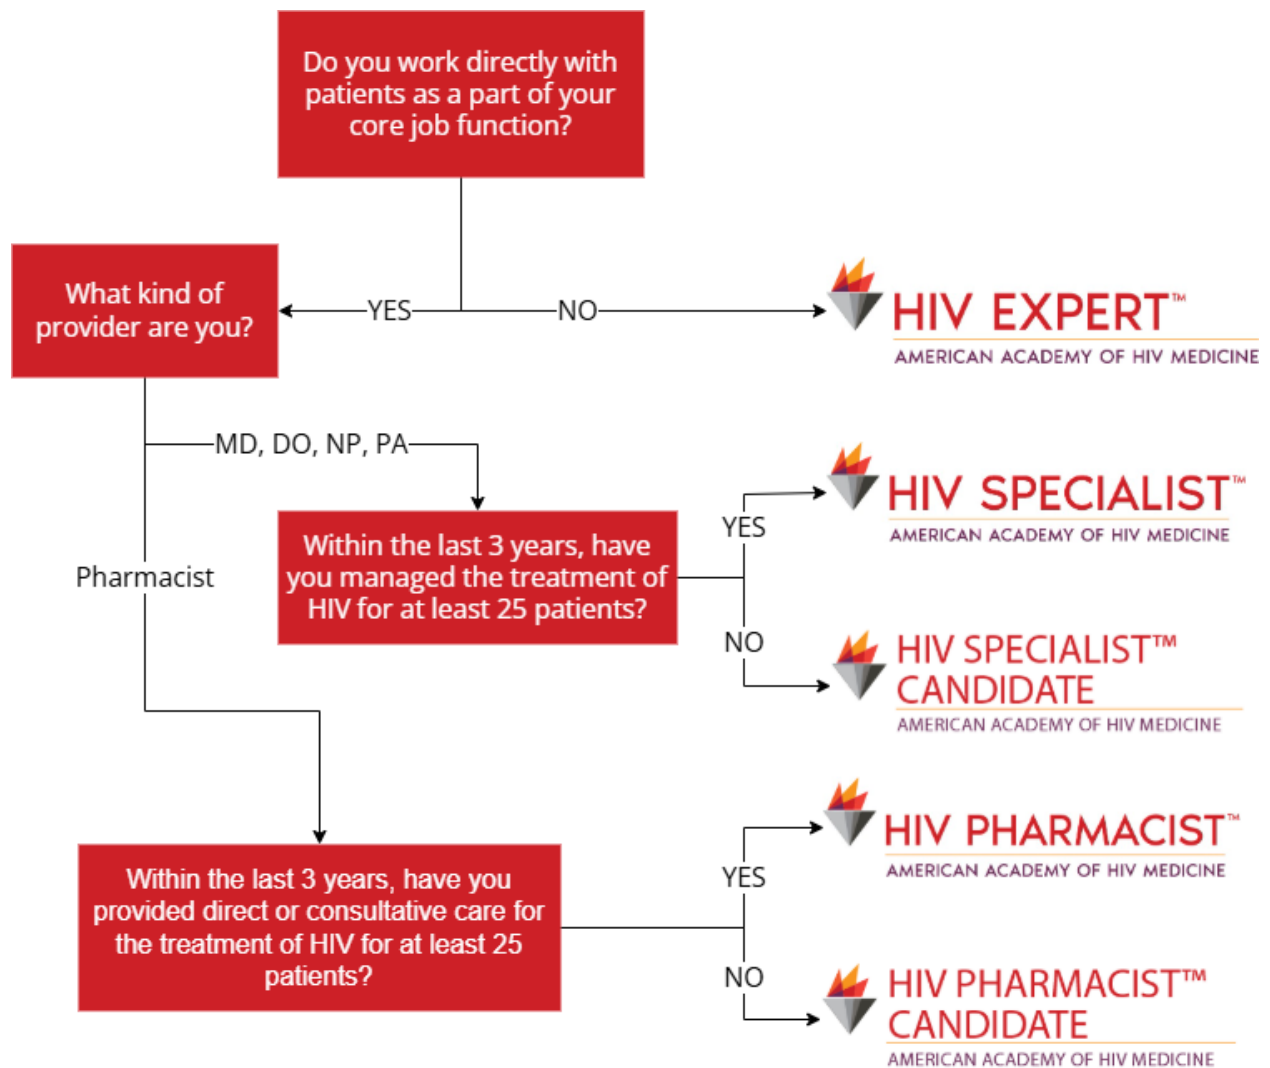 Do you work directly with
patients as a part of your
core job function?
What kind of
provider are you?
YES
NO
HIV EXPERT™
AMERICAN ACADEMY OF HIV MEDICINE
MD, DO, NP, PA
HIV SPECIALIST™
AMERICAN ACADEMY OF HIV MEDICINE
Within the last 3 years, have
you managed the treatment of
HIV for at least 25 patients?
YES
NO
Pharmacist
HIV SPECIALIST™
CANDIDATE
AMERICAN ACADEMY OF HIV MEDICINE
HIV PHARMACIST™
AMERICAN ACADEMY OF HIV MEDICINE
Within the last 3 years, have you
provided direct or consultative care for
the treatment of HIV for at least 25
patients?
YES
NO
HIV PHARMACIST™
CANDIDATE
AMERICAN ACADEMY OF HIV MEDICINE